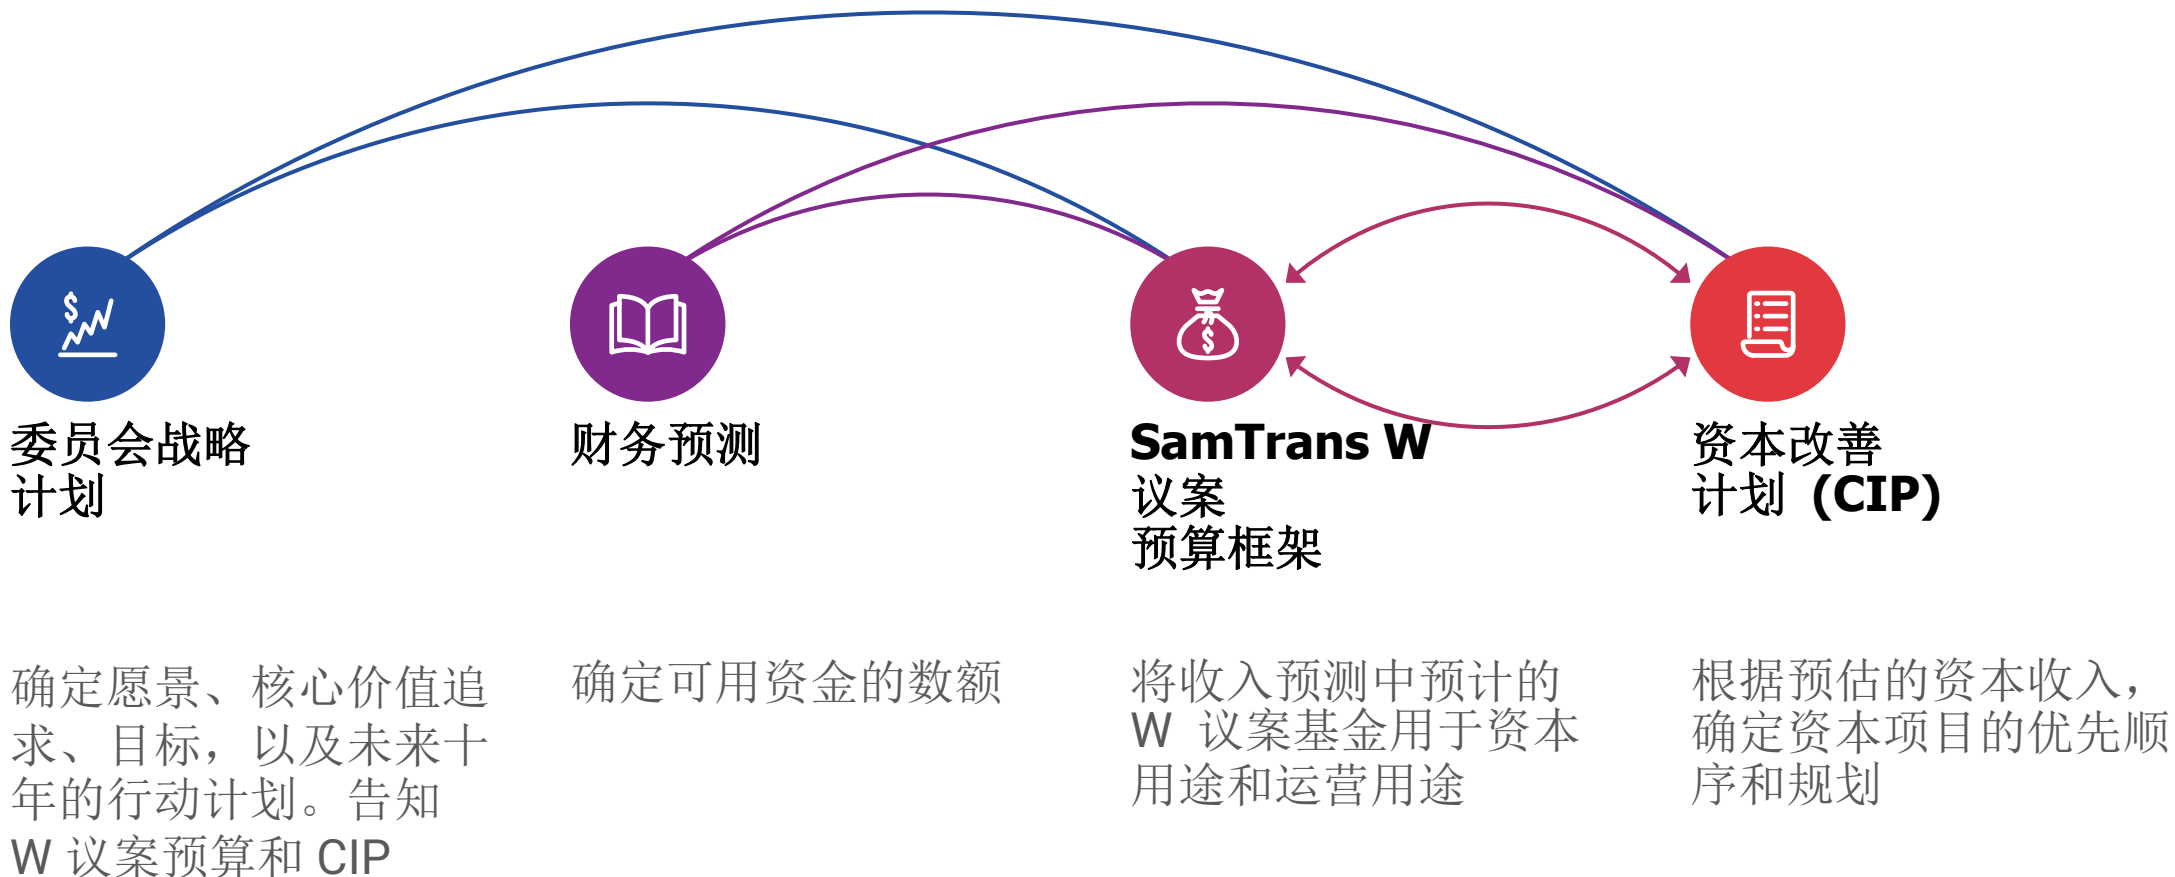 委员会战略
计划
财务预测
SamTrans W
议案
预算框架
资本改善
计划 (CIP)
确定愿景、核心价值追
求、目标，以及未来十
年的行动计划。告知
W 议案预算和 CIP
确定可用资金的数额
将收入预测中预计的
W 议案基金用于资本
用途和运营用途
根据预估的资本收入，
确定资本项目的优先顺
序和规划